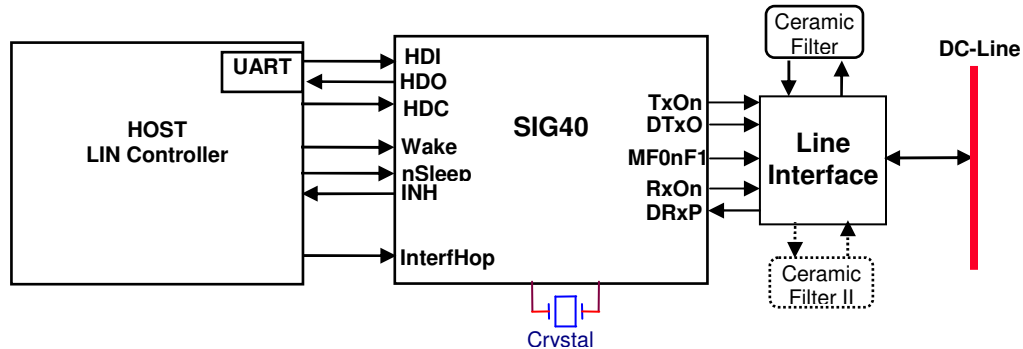 Ceramic
Filter
DC-Line
UART
HOST
LIN Controller
HDI
HDO
HDC
Wake
nSleep
INH
InterfHop
SIG40
TxOn
DTxO
MF0nF1
RxOn
DRxP
Line
Interface
Ceramic
Filter II
Crystal